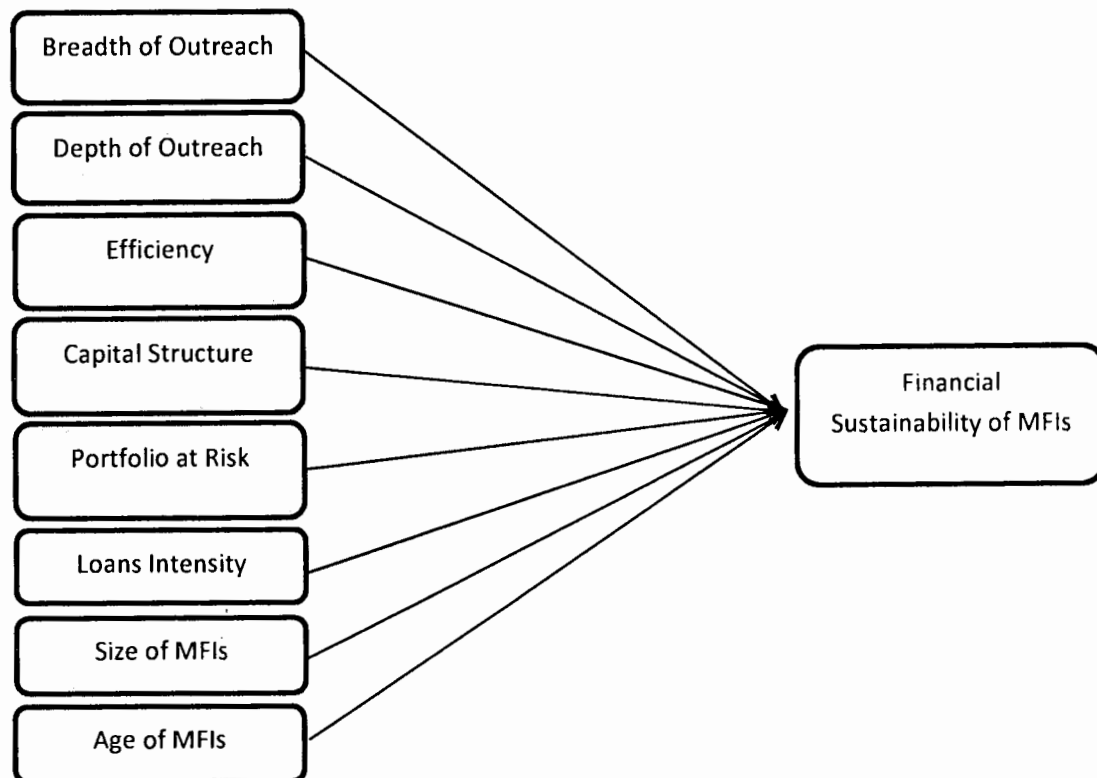 Breadth of Outreach
Depth of Outreach
Efficiency
Capital Structure
Portfolio at Risk
Loans Intensity
Size of MFIs
Age of MFIs
Financial
Sustainability of MFIs